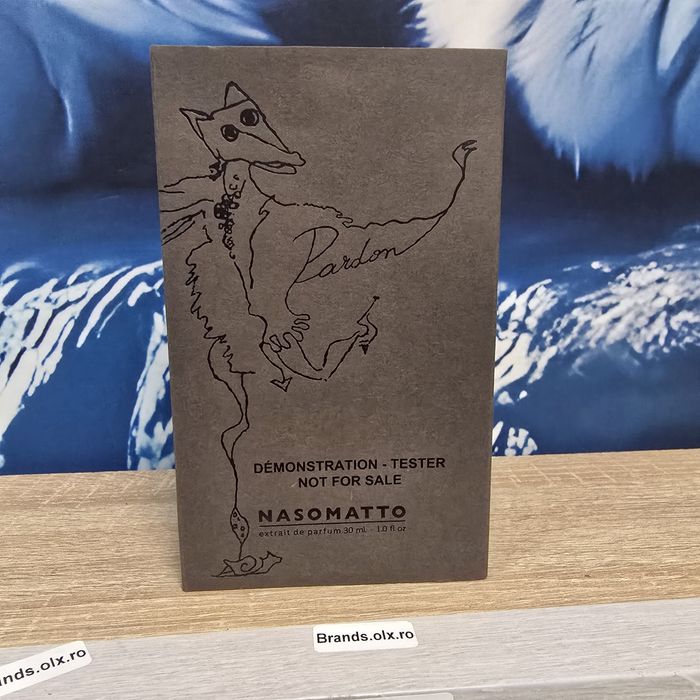 Pardon
DÉMONSTRATION - TESTER
NOT FOR SALE
NASOMATTO
extrait de parfum 30 ml. - 1.0 fl oz
Brands.olx.ro
nds.olx.ro